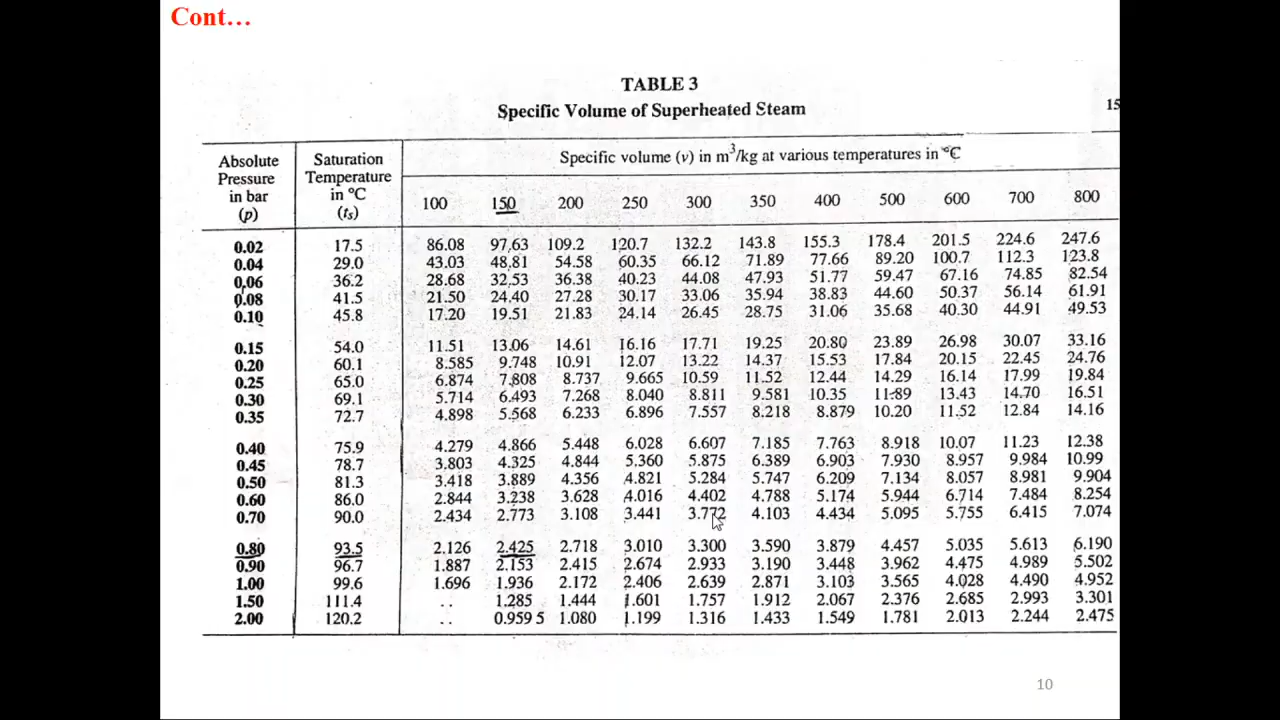 Cont…
TABLE 3
Specific Volume of Superheated Steam
15
Absolute Pressure in bar (p) Saturation Temperature in °C (ts) Specific volume (v) in m³/kg at various temperatures in °C
100 150 200 250 300 350 400 500 600 700 800
0.02 17.5 86.08 97.63 109.2 120.7 132.2 143.8 155.3 178.4 201.5 224.6 247.6
0.04 29.0 43.03 48.81 54.58 60.35 66.12 71.89 77.66 89.20 100.7 112.3 123.8
0.06 36.2 28.68 32.53 36.38 40.23 44.08 47.93 51.77 59.47 67.16 74.85 82.54
0.08 41.5 21.50 24.40 27.28 30.17 33.06 35.94 38.83 44.60 50.37 56.14 61.91
0.10 45.8 17.20 19.51 21.83 24.14 26.45 28.75 31.06 35.68 40.30 44.91 49.53
0.15 54.0 11.51 13.06 14.61 16.16 17.71 19.25 20.80 23.89 26.98 30.07 33.16
0.20 60.1 8.585 9.748 10.91 12.07 13.22 14.37 15.53 17.84 20.15 22.45 24.76
0.25 65.0 6.874 7.808 8.737 9.665 10.59 11.52 12.44 14.29 16.14 17.99 19.84
0.30 69.1 5.714 6.493 7.268 8.040 8.811 9.581 10.35 11.89 13.43 14.70 16.51
0.35 72.7 4.898 5.568 6.233 6.896 7.557 8.218 8.879 10.20 11.52 12.84 14.16
0.40 75.9 4.279 4.866 5.448 6.028 6.607 7.185 7.763 8.918 10.07 11.23 12.38
0.45 78.7 3.803 4.325 4.844 5.360 5.875 6.389 6.903 7.930 8.957 9.984 10.99
0.50 81.3 3.418 3.889 4.356 4.821 5.284 5.747 6.209 7.134 8.057 8.981 9.904
0.60 86.0 2.844 3.238 3.628 4.016 4.402 4.788 5.174 5.944 6.714 7.484 8.254
0.70 90.0 2.434 2.773 3.108 3.441 3.772 4.103 4.434 5.095 5.755 6.415 7.074
0.80 93.5 2.126 2.425 2.718 3.010 3.300 3.590 3.879 4.457 5.035 5.613 6.190
0.90 96.7 1.887 2.153 2.415 2.674 2.933 3.190 3.448 3.962 4.475 4.989 5.502
1.00 99.6 1.696 1.936 2.172 2.406 2.639 2.871 3.103 3.565 4.028 4.490 4.952
1.50 111.4 .. 1.285 1.444 1.601 1.757 1.912 2.067 2.376 2.685 2.993 3.301
2.00 120.2 .. 0.959 5 1.080 1.199 1.316 1.433 1.549 1.781 2.013 2.244 2.475
10